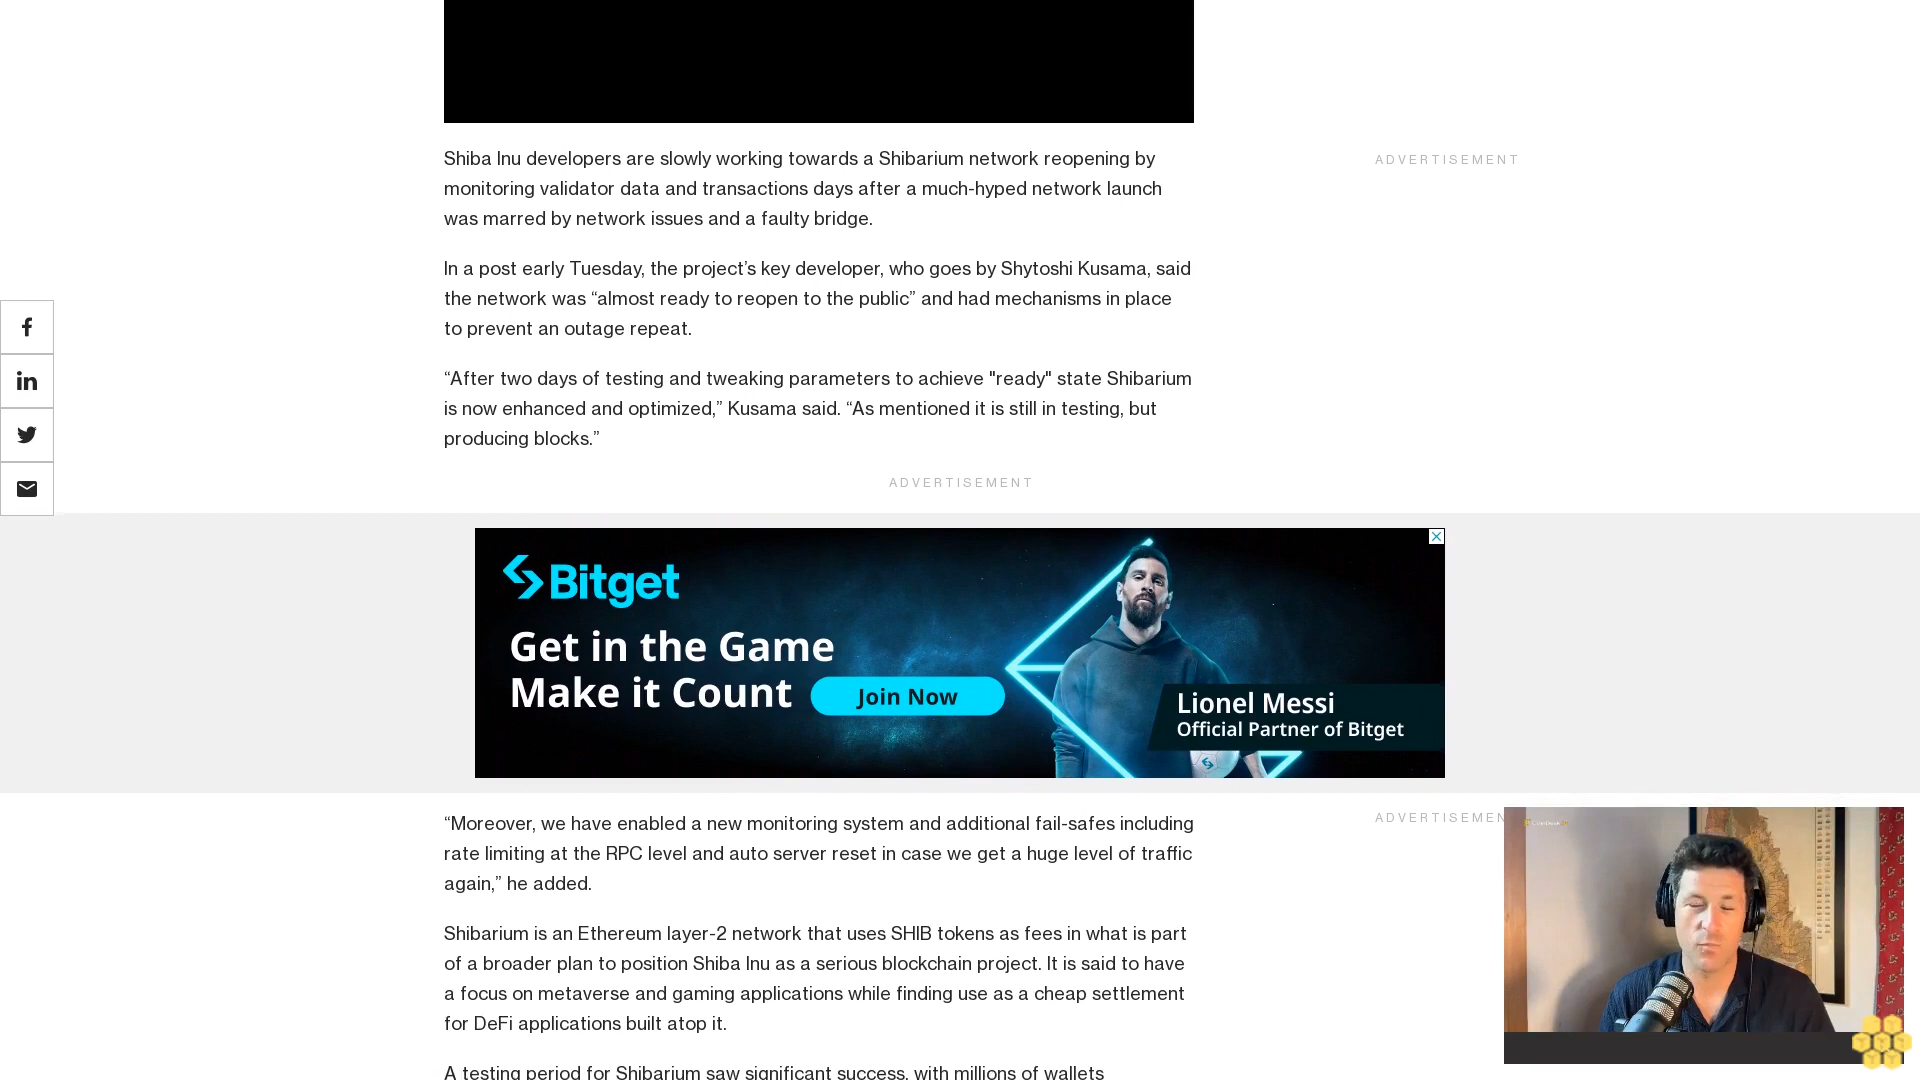 Shiba Inu developers are slowly working towards a Shibarium network reopening by
monitoring validator data and transactions days after a much-hyped network launch
was marred by network issues and a faulty bridge.
ADVERTISEMENT
In a post early Tuesday, the project’s key developer, who goes by Shytoshi Kusama, said
the network was “almost ready to reopen to the public” and had mechanisms in place
to prevent an outage repeat.
“After two days of testing and tweaking parameters to achieve "ready" state Shibarium
is now enhanced and optimized,” Kusama said. “As mentioned it is still in testing, but
producing blocks.”
ADVERTISEMENT
Bitget
Get in the Game
Make it Count
Join Now
Lionel Messi
Official Partner of Bitget
“Moreover, we have enabled a new monitoring system and additional fail-safes including
rate limiting at the RPC level and auto server reset in case we get a huge level of traffic
again,” he added.
ADVERTISEMEN
Shibarium is an Ethereum layer-2 network that uses SHIB tokens as fees in what is part
of a broader plan to position Shiba Inu as a serious blockchain project. It is said to have
a focus on metaverse and gaming applications while finding use as a cheap settlement
for DeFi applications built atop it.
A testing period for Shibarium saw significant success, with millions of wallets